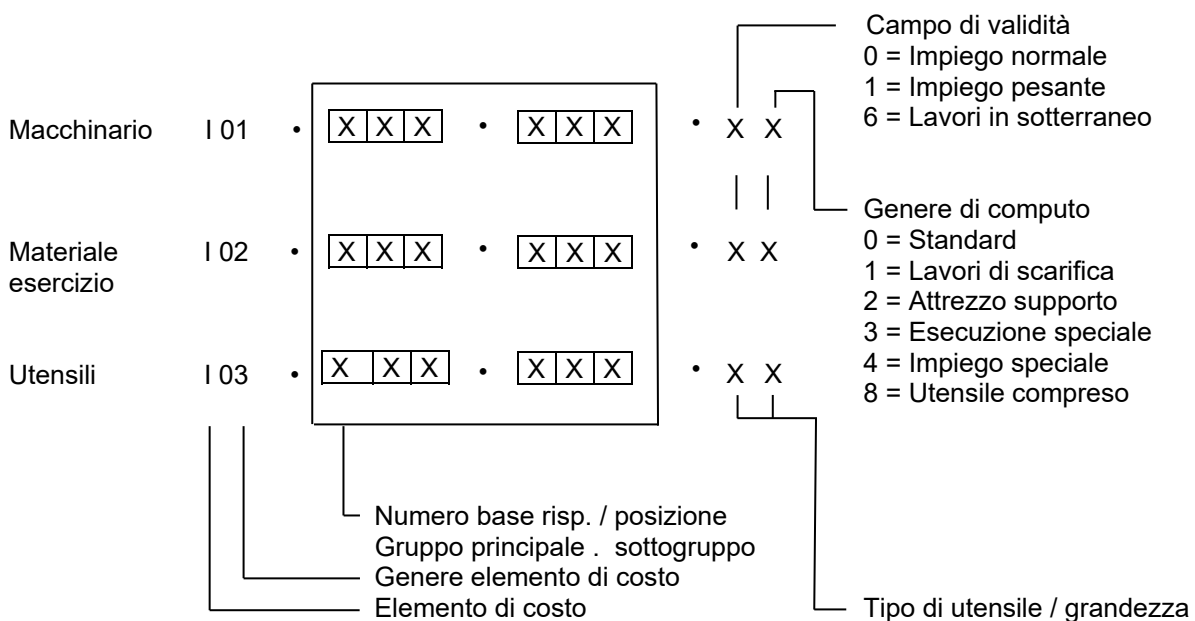 Campo di validità
0 = Impiego normale
1 = Impiego pesante
6 = Lavori in sotterraneo
Macchinario I 01 • X X X • X X X • X X
Genere di computo
0 = Standard
1 = Lavori di scarifica
2 = Attrezzo supporto
3 = Esecuzione speciale
4 = Impiego speciale
8 = Utensile compreso
Materiale I 02 • X X X • X X X • X X
esercizio
Utensili I 03 • X X X • X X X • X X
Numero base risp. / posizione
Gruppo principale . sottogruppo
Genere elemento di costo
Elemento di costo
Tipo di utensile / grandezza